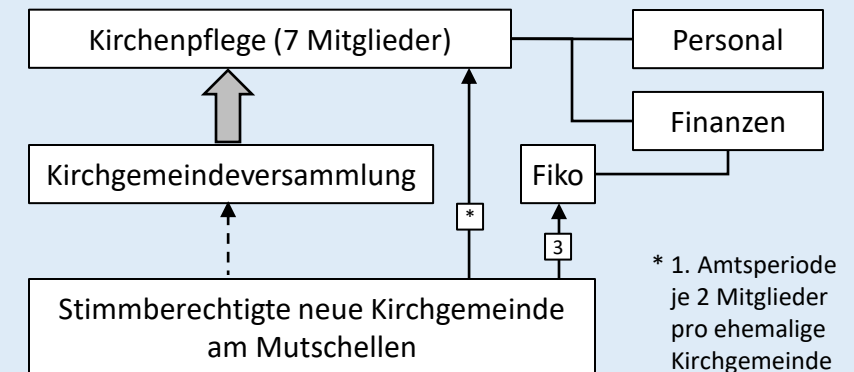 Kirchenpflege (7 Mitglieder)
Personal
Finanzen
Kirchgemeindeversammlung
Fiko
*
3
Stimmberechtigte neue Kirchgemeinde
am Mutschellen
* 1. Amtsperiode
je 2 Mitglieder
pro ehemalige
Kirchgemeinde